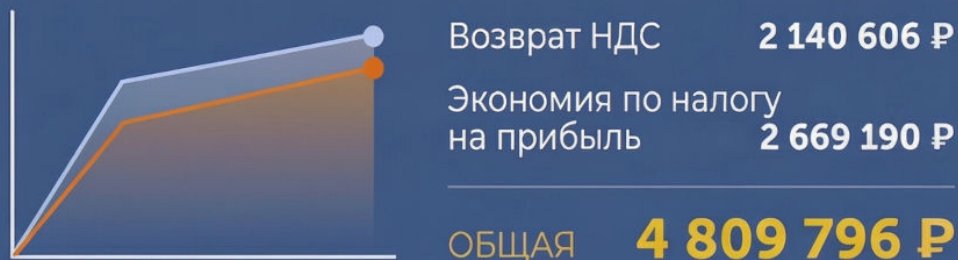 Возврат НДС 2 140 606 ₽
Экономия по налогу
на прибыль 2 669 190 ₽
ОБЩАЯ 4 809 796 ₽